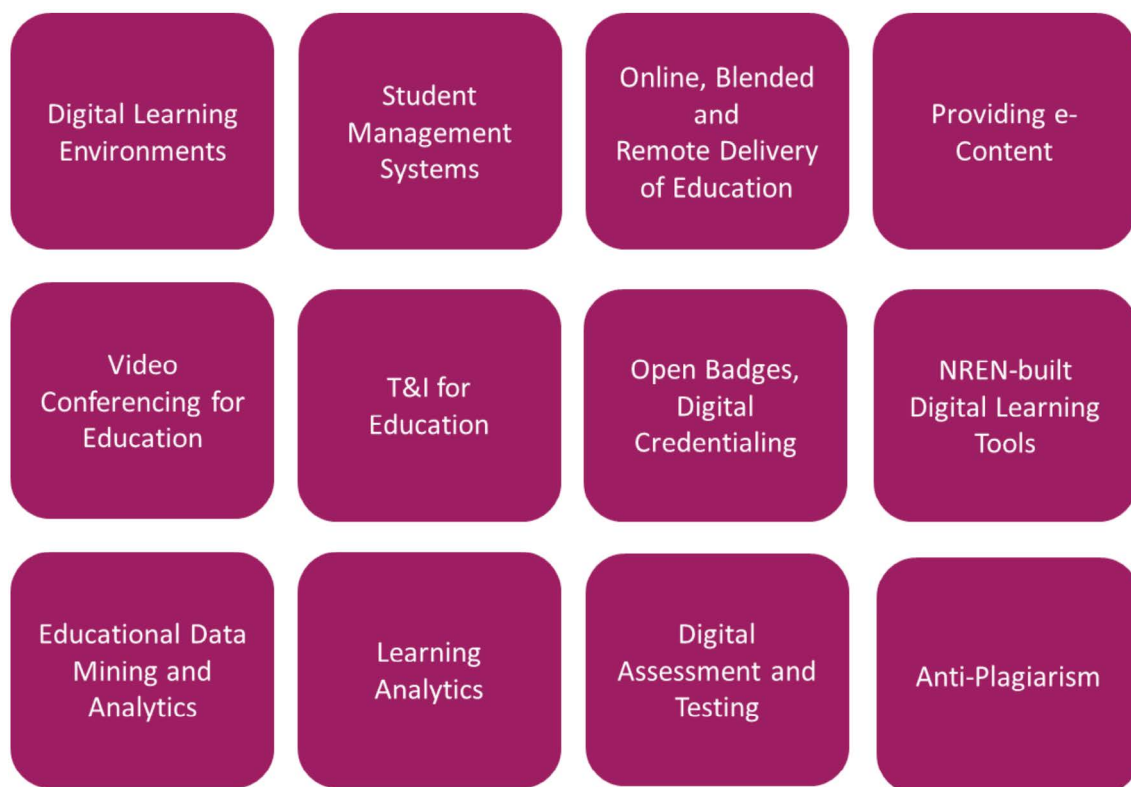 Digital Learning
Environments
Student
Management
Systems
Online, Blended
and
Remote Delivery
of Education
Providing e-
Content
Video
Conferencing for
Education
T&I for
Education
Open Badges,
Digital
Credentialing
NREN-built
Digital Learning
Tools
Educational Data
Mining and
Analytics
Learning
Analytics
Digital
Assessment and
Testing
Anti-Plagiarism